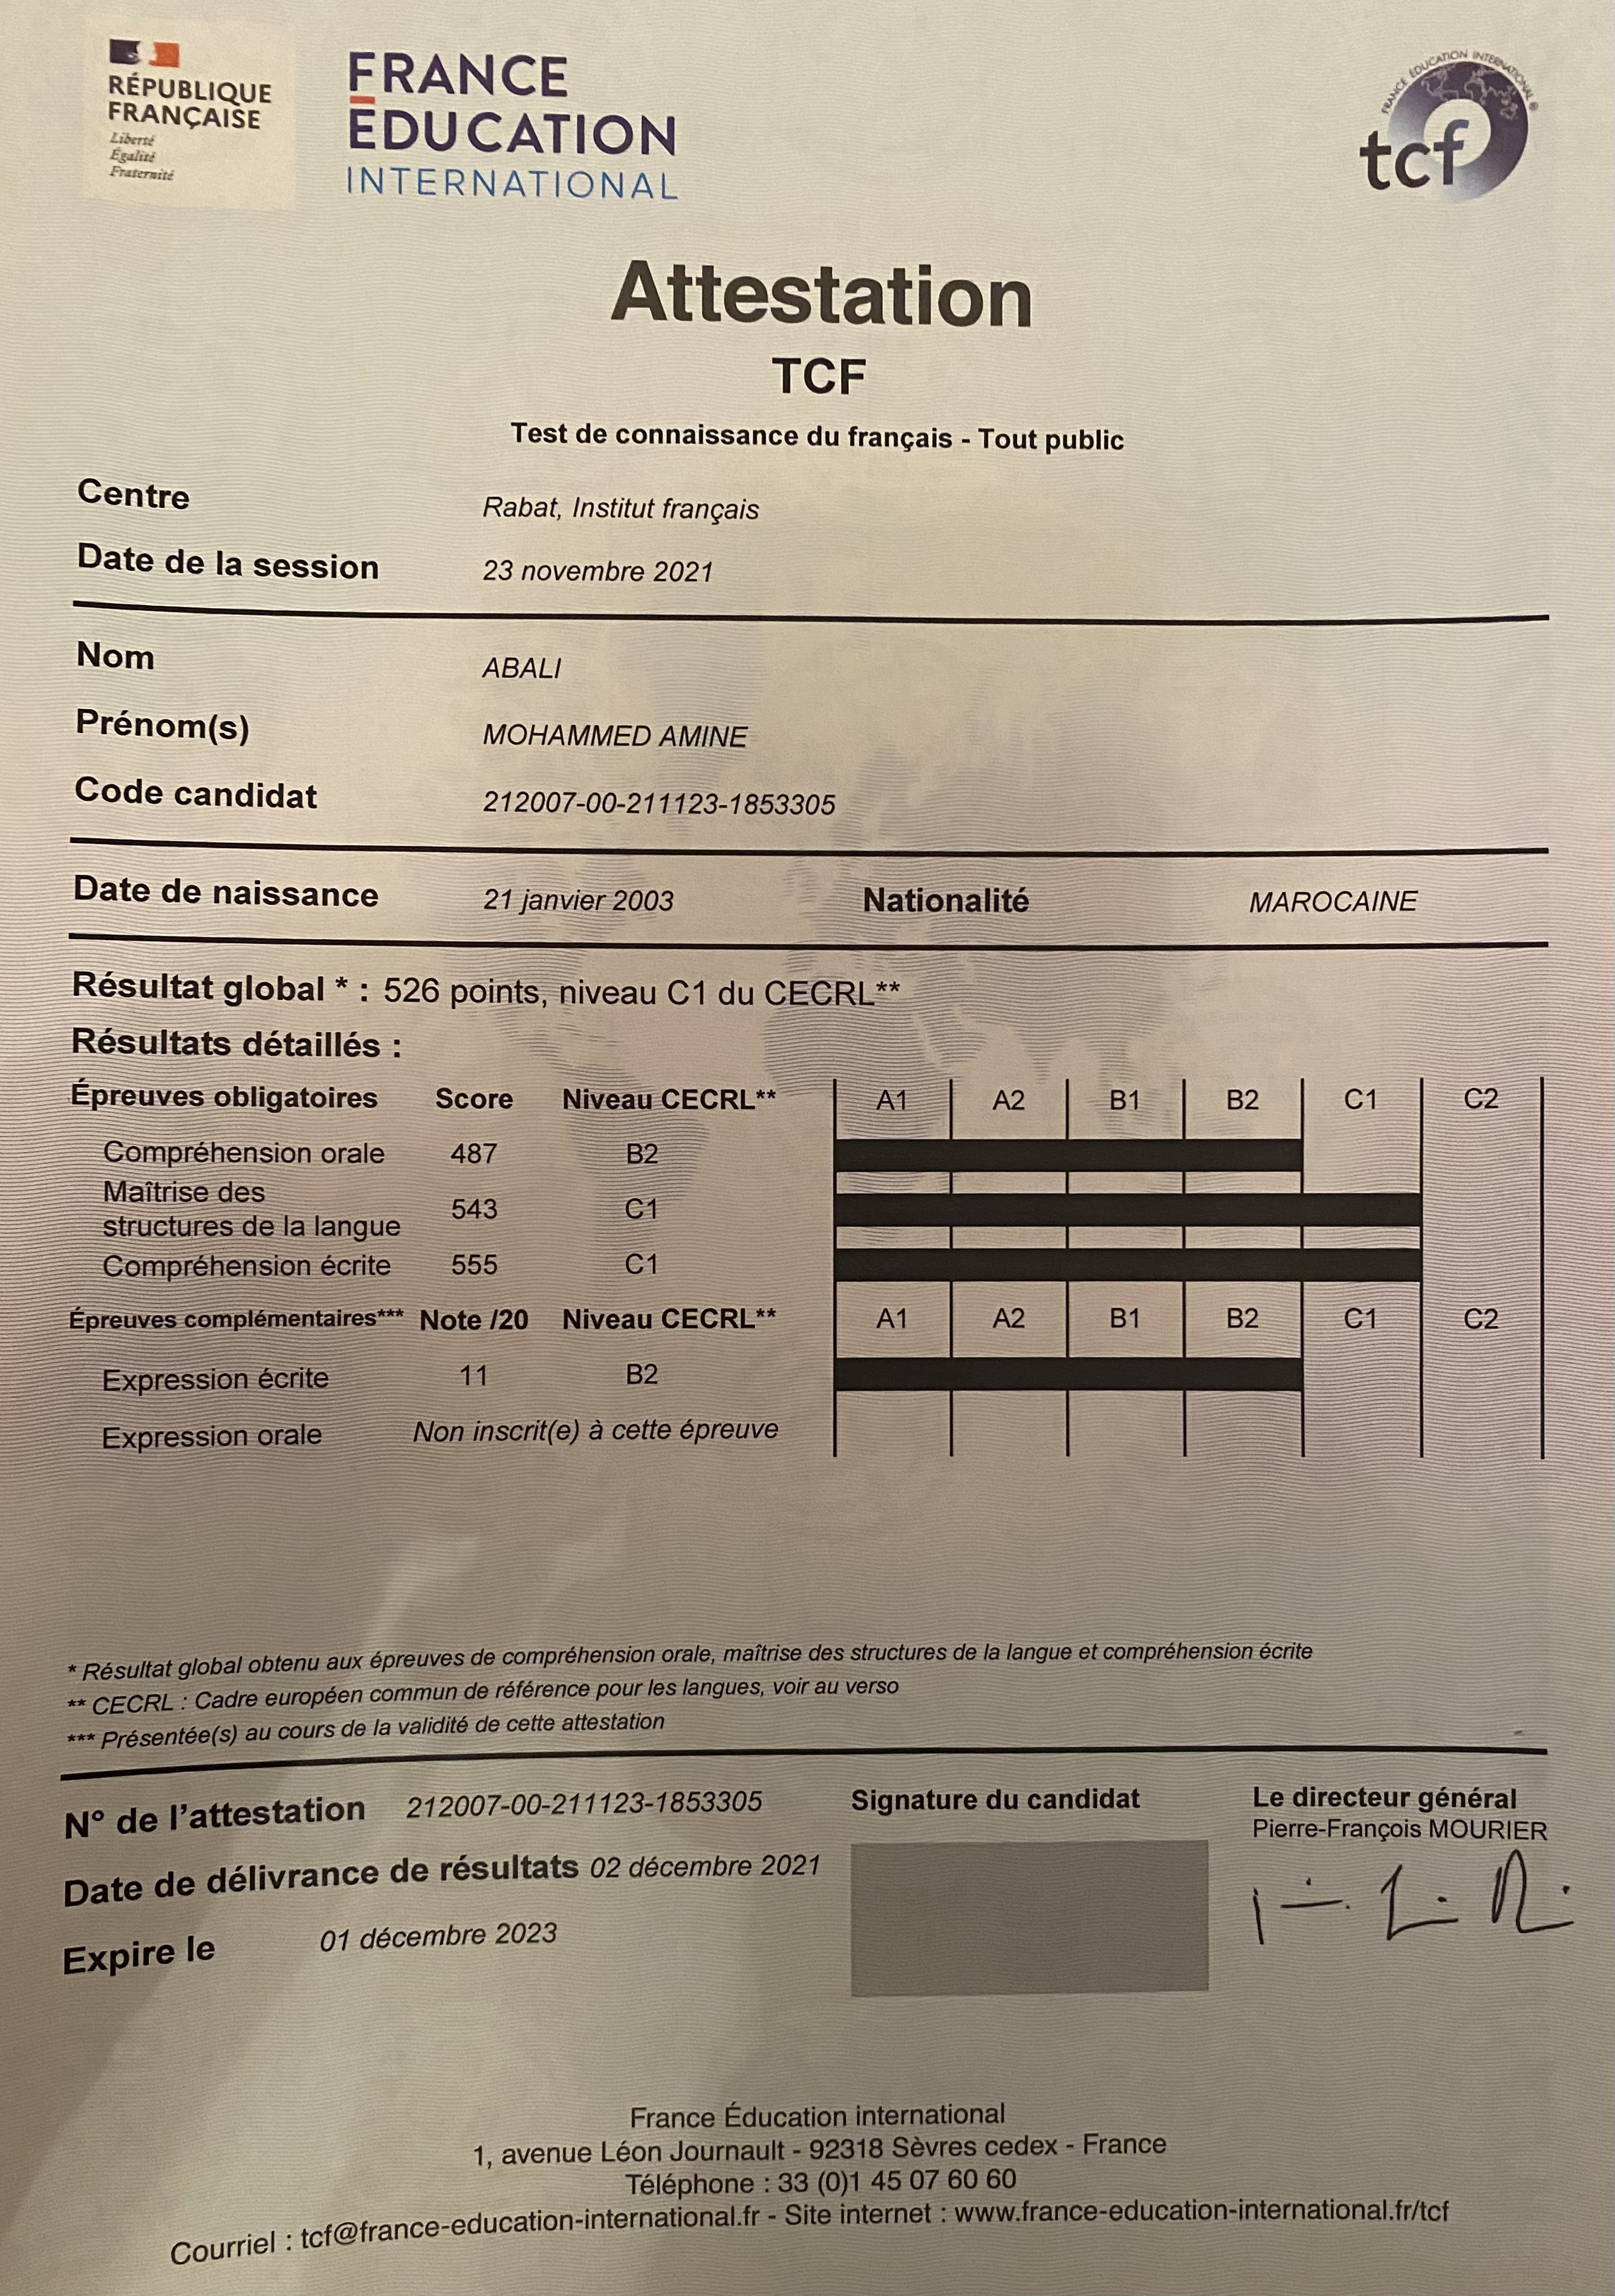 RÉPUBLIQUE
FRANÇAISE
Liberté
Égalité
Fraternité
FRANCE
ÉDUCATION
INTERNATIONAL
FRANCE ÉDUCATION INTERNATIONAL ®
tcf
Attestation
TCF
Test de connaissance du français - Tout public
Centre Rabat, Institut français
Date de la session 23 novembre 2021
Nom ABALI
Prénom(s) MOHAMMED AMINE
Code candidat 212007-00-211123-1853305
Date de naissance 21 janvier 2003 Nationalité MAROCAINE
Résultat global * : 526 points, niveau C1 du CECRL**
Résultats détaillés :
Épreuves obligatoires Score Niveau CECRL** A1 A2 B1 B2 C1 C2
Compréhension orale 487 B2
Maîtrise des
structures de la langue 543 C1
Compréhension écrite 555 C1
Épreuves complémentaires*** Note /20 Niveau CECRL** A1 A2 B1 B2 C1 C2
Expression écrite 11 B2
Expression orale Non inscrit(e) à cette épreuve
* Résultat global obtenu aux épreuves de compréhension orale, maîtrise des structures de la langue et compréhension écrite
** CECRL : Cadre européen commun de référence pour les langues, voir au verso
*** Présentée(s) au cours de la validité de cette attestation
N° de l'attestation 212007-00-211123-1853305 Signature du candidat Le directeur général
Pierre-François MOURIER
Date de délivrance de résultats 02 décembre 2021
Expire le 01 décembre 2023
France Éducation international
1, avenue Léon Journault - 92318 Sèvres cedex - France
Téléphone : 33 (0)1 45 07 60 60
Courriel : tcf@france-education-international.fr - Site internet : www.france-education-international.fr/tcf